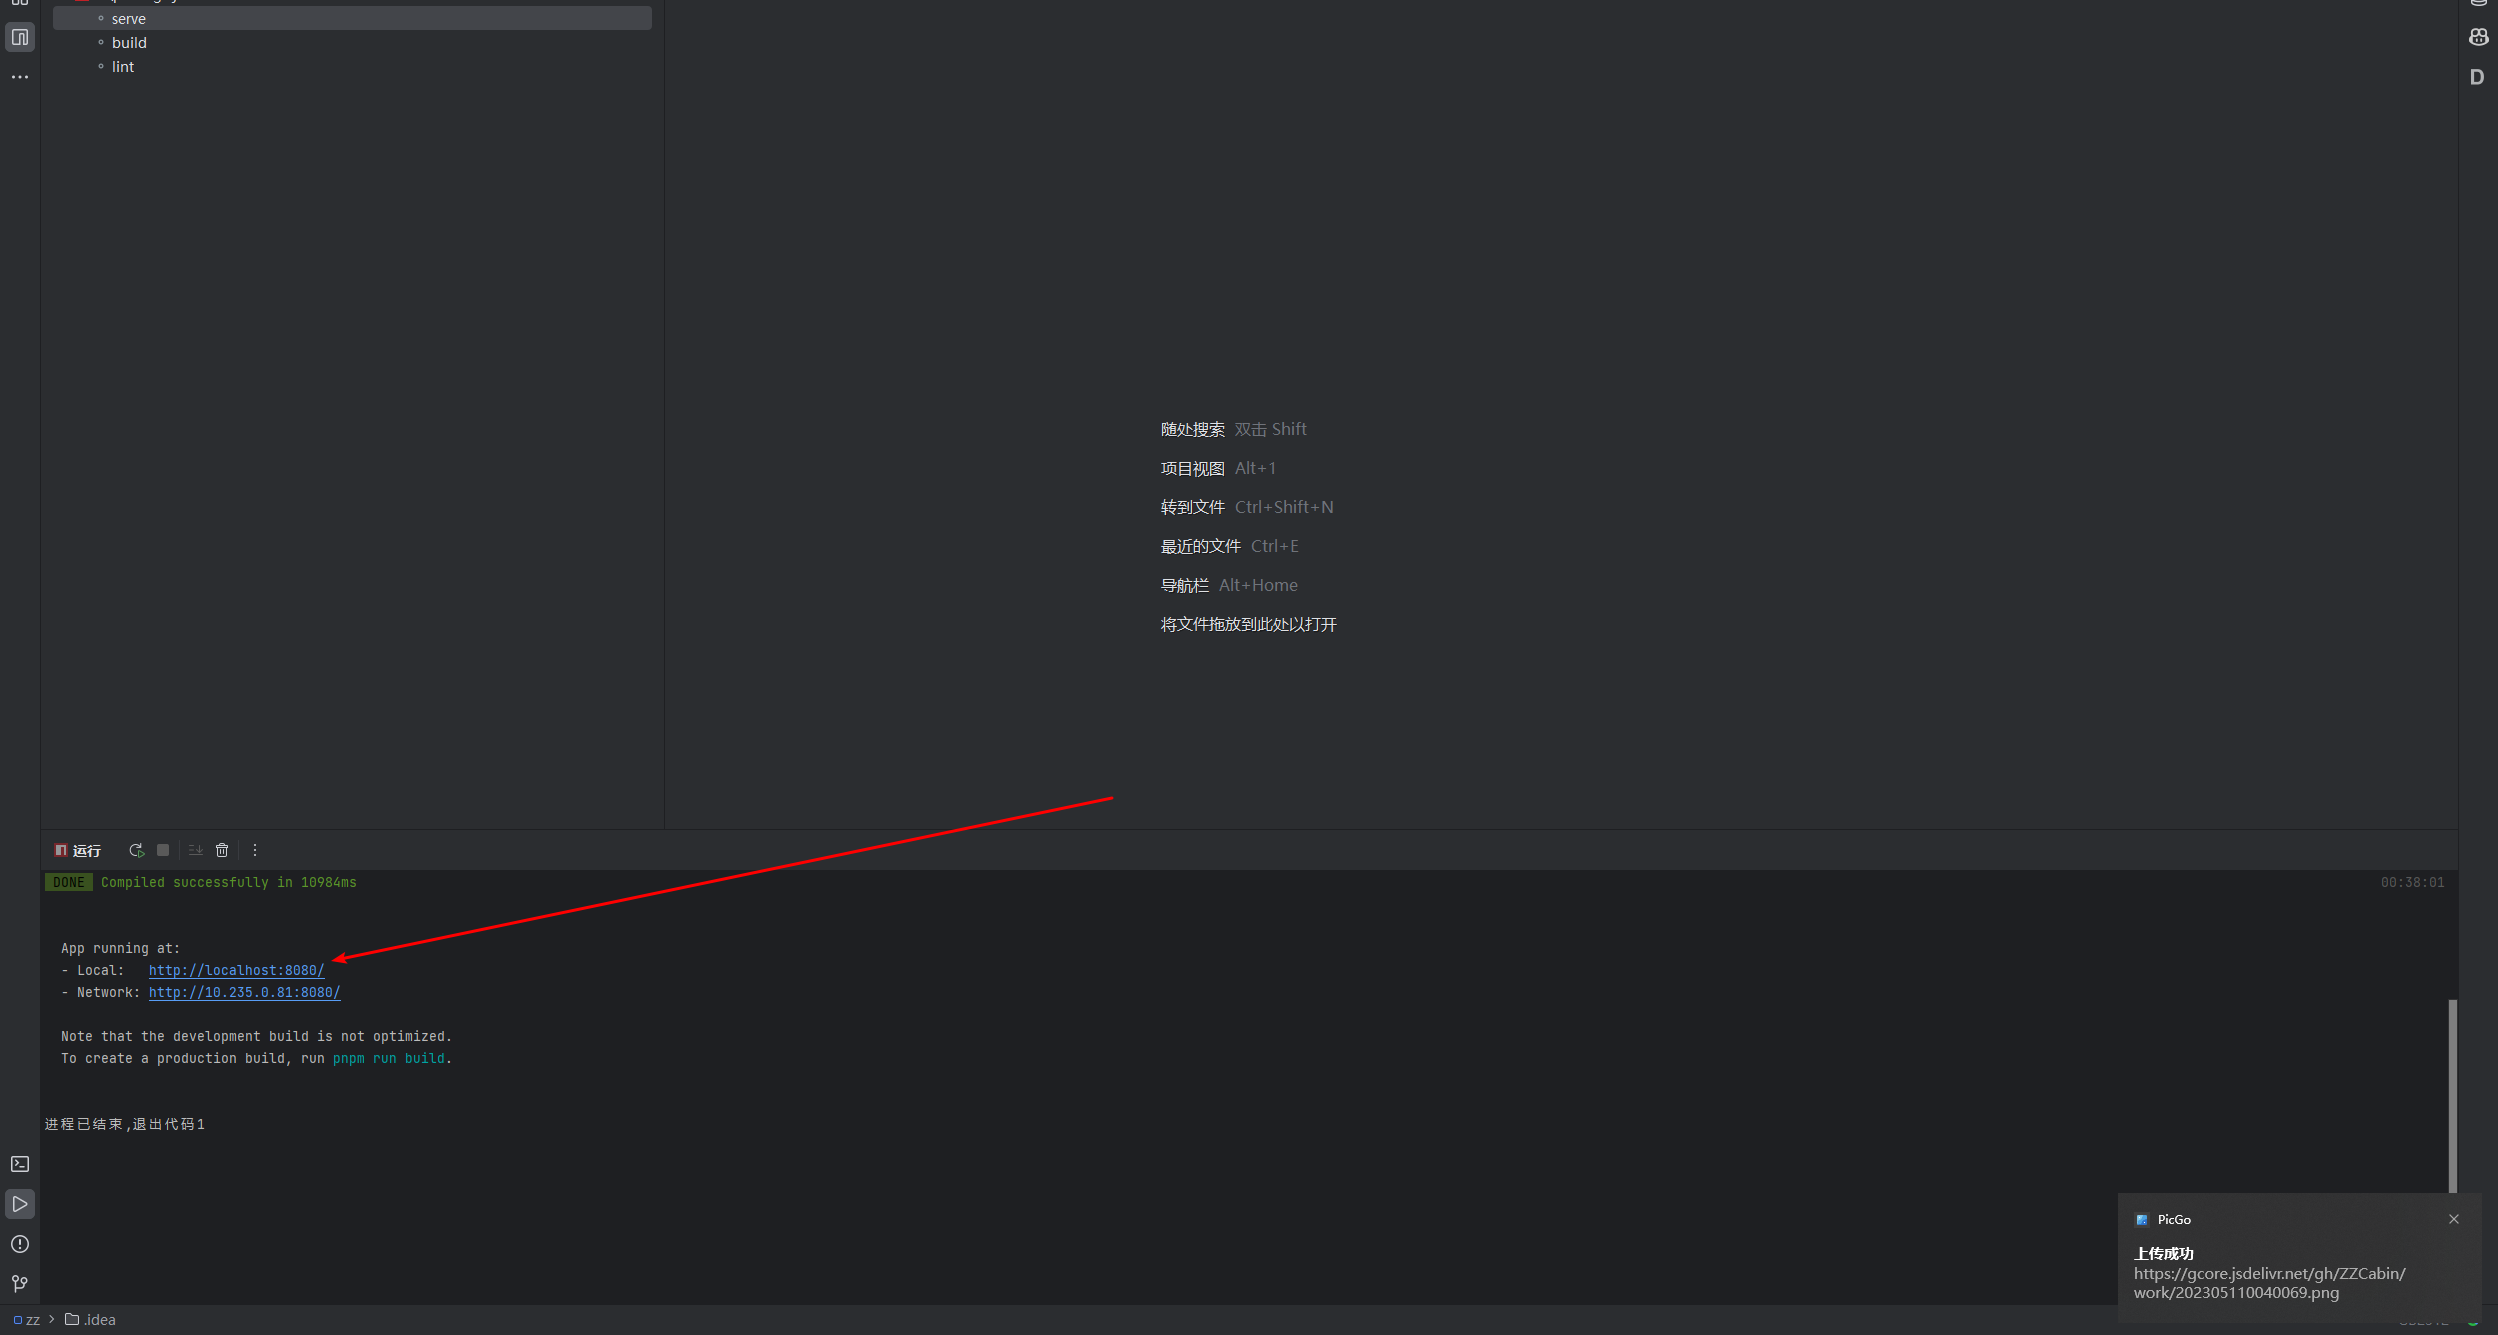 serve
build
lint
D
随处搜索 双击 Shift
项目视图 Alt+1
转到文件 Ctrl+Shift+N
最近的文件 Ctrl+E
导航栏 Alt+Home
将文件拖放到此处以打开
运行
DONE Compiled successfully in 10984ms 00:38:01
App running at:
- Local: http://localhost:8080/
- Network: http://10.235.0.81:8080/
Note that the development build is not optimized.
To create a production build, run pnpm run build.
进程已结束,退出代码1
PicGo
上传成功
https://gcore.jsdelivr.net/gh/ZZCabin/
work/202305110040069.png
zz > .idea